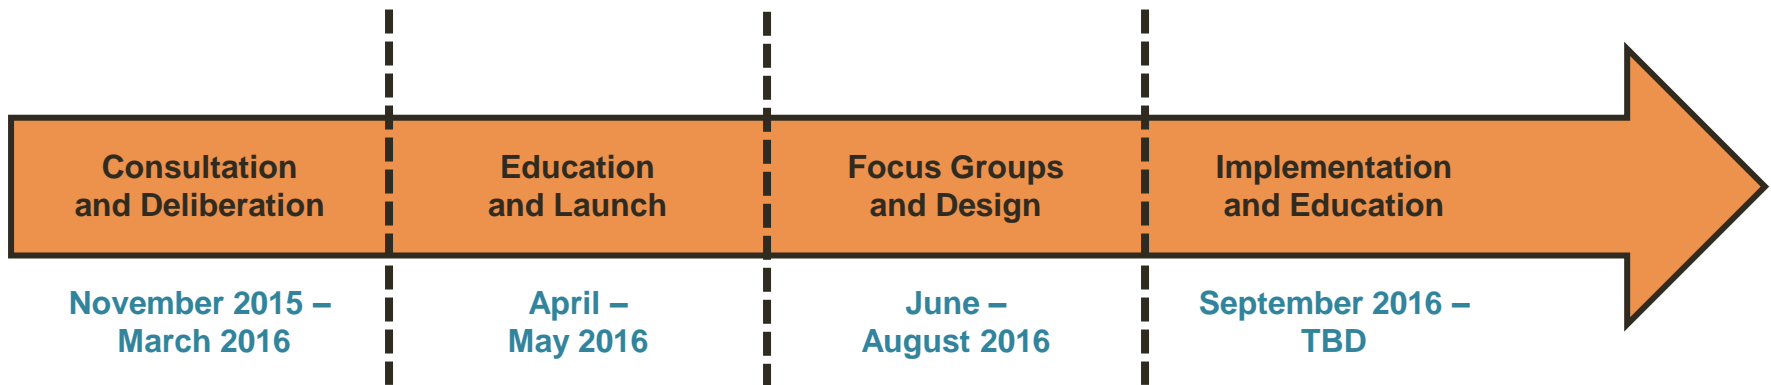 Consultation
and Deliberation
Education
and Launch
Focus Groups
and Design
Implementation
and Education
November 2015 –
March 2016
April –
May 2016
June –
August 2016
September 2016 –
TBD